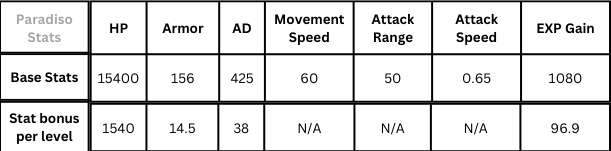 Paradiso Stats HP Armor AD Movement Speed Attack Range Attack Speed EXP Gain
Base Stats 15400 156 425 60 50 0.65 1080
Stat bonus per level 1540 14.5 38 N/A N/A N/A 96.9